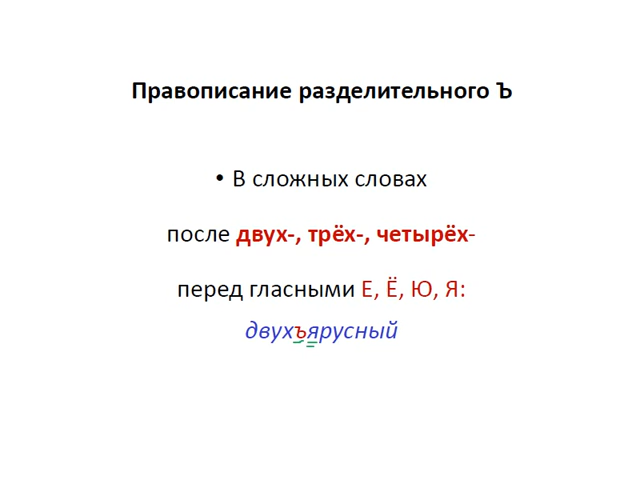 Правописание разделительного Ъ
• В сложных словах
после двух-, трёх-, четырёх-
перед гласными Е, Ё, Ю, Я:
двухъярусный